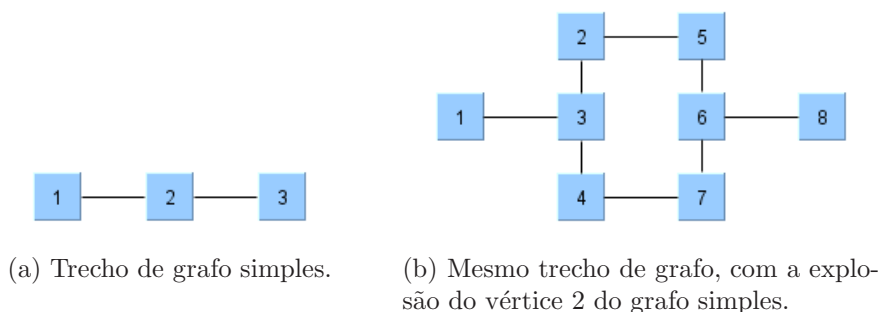 2 5
1 3 6 8
1 2 3
4 7
(a) Trecho de grafo simples.
(b) Mesmo trecho de grafo, com a explo-
são do vértice 2 do grafo simples.